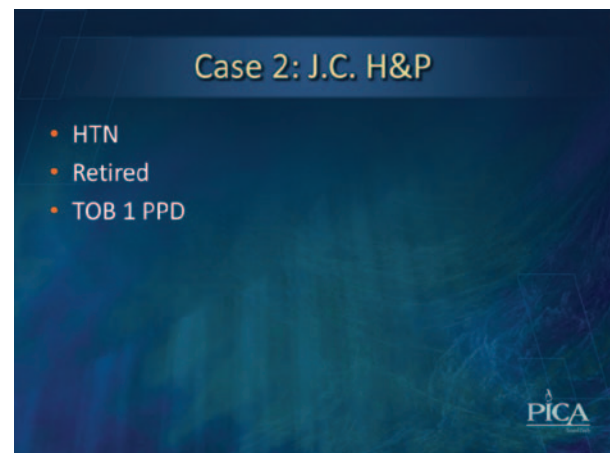 Case 2: J.C. H&P
• HTN
• Retired
• TOB 1 PPD
PICA